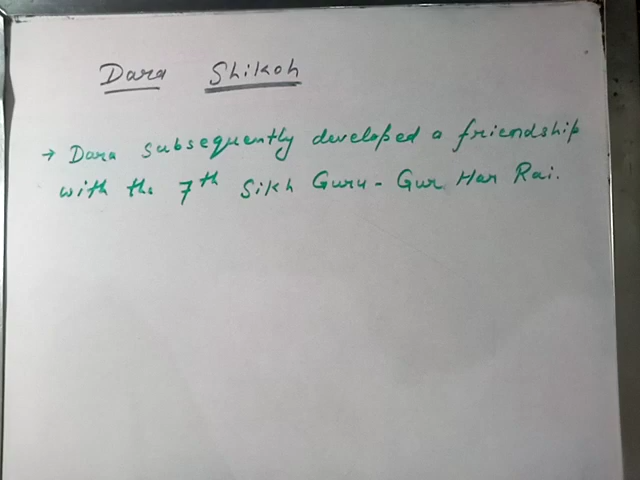 Dara Shikoh
→ Dara subsequently developed a friendship
with the 7th Sikh Guru - Gur Har Rai.